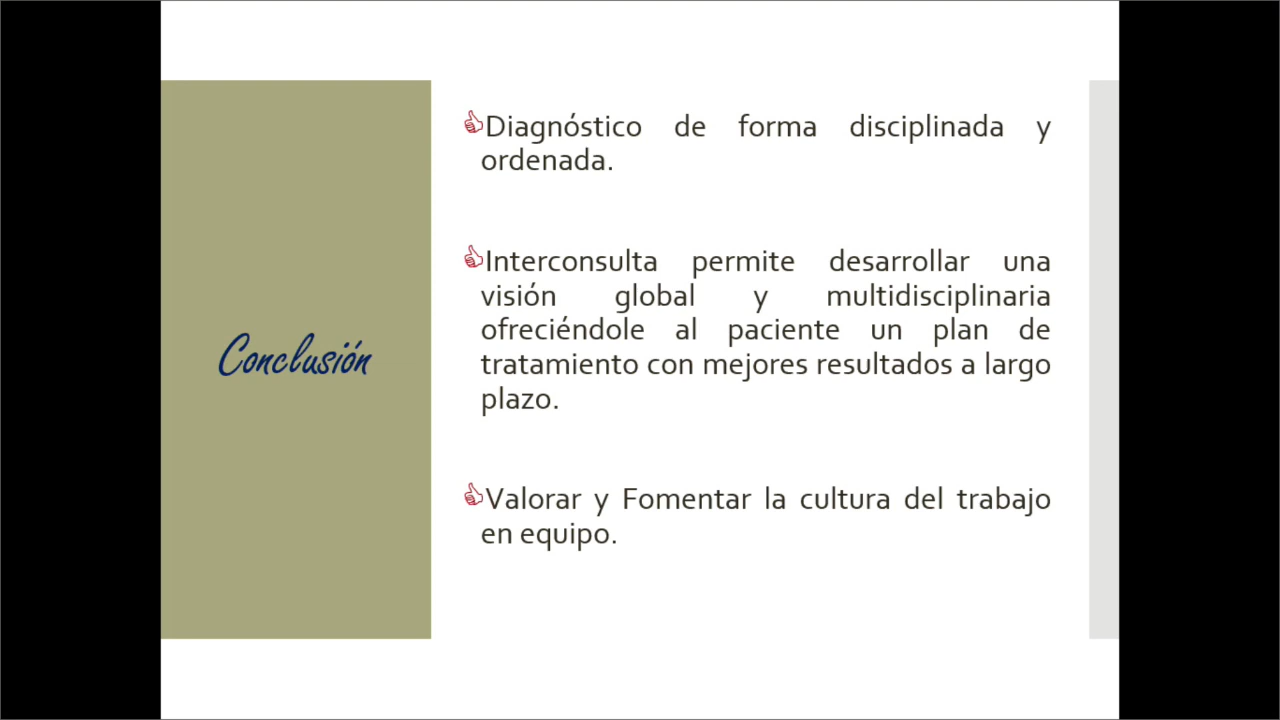 Conclusión
Diagnóstico de forma disciplinada y
ordenada.
Interconsulta permite desarrollar una
visión global y multidisciplinaria
ofreciéndole al paciente un plan de
tratamiento con mejores resultados a largo
plazo.
Valorar y Fomentar la cultura del trabajo
en equipo.